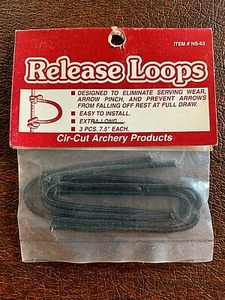 ITEM # NS-63
Release Loops
■ DESIGNED TO ELIMINATE SERVING WEAR, ARROW PINCH, AND PREVENT ARROWS FROM FALLING OFF REST AT FULL DRAW.
■ EASY TO INSTALL.
■ EXTRA LONG
■ 3 PCS. 7.5" EACH.
Cir-Cut Archery Products